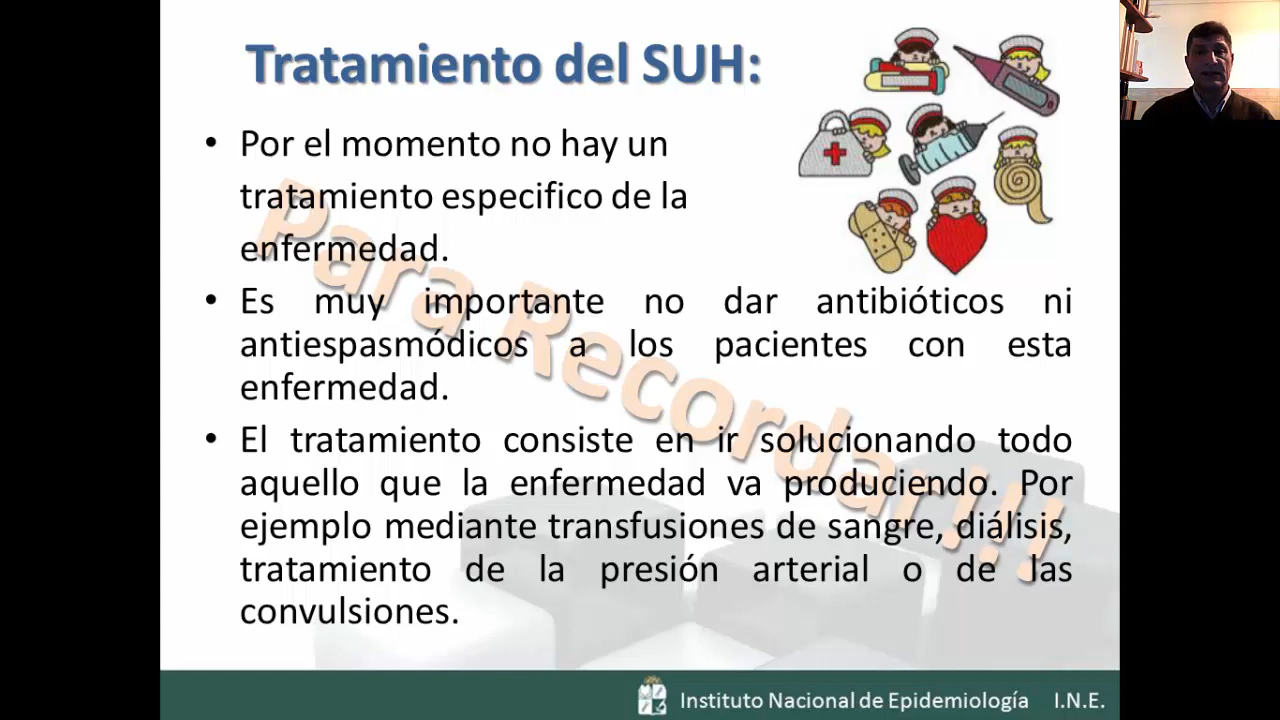 Tratamiento del SUH:
• Por el momento no hay un
tratamiento especifico de la
enfermedad.
• Es muy importante no dar antibióticos ni
antiespasmódicos a los pacientes con esta
enfermedad.
• El tratamiento consiste en ir solucionando todo
aquello que la enfermedad va produciendo. Por
ejemplo mediante transfusiones de sangre, diálisis,
tratamiento de la presión arterial o de las
convulsiones.
Para Recordar!!!
Instituto Nacional de Epidemiología I.N.E.